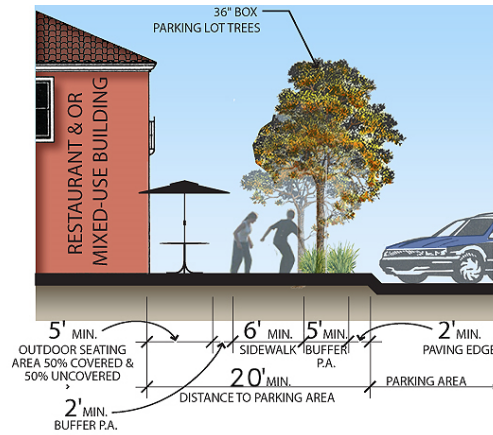 36" BOX
PARKING LOT TREES
RESTAURANT & OR
MIXED-USE BUILDING
5' MIN.
OUTDOOR SEATING
AREA 50% COVERED &
50% UNCOVERED
2' MIN.
BUFFER P.A.
6' MIN.
SIDEWALK
5' MIN.
BUFFER
P.A.
2' MIN.
PAVING EDGE
20' MIN.
DISTANCE TO PARKING AREA
PARKING AREA